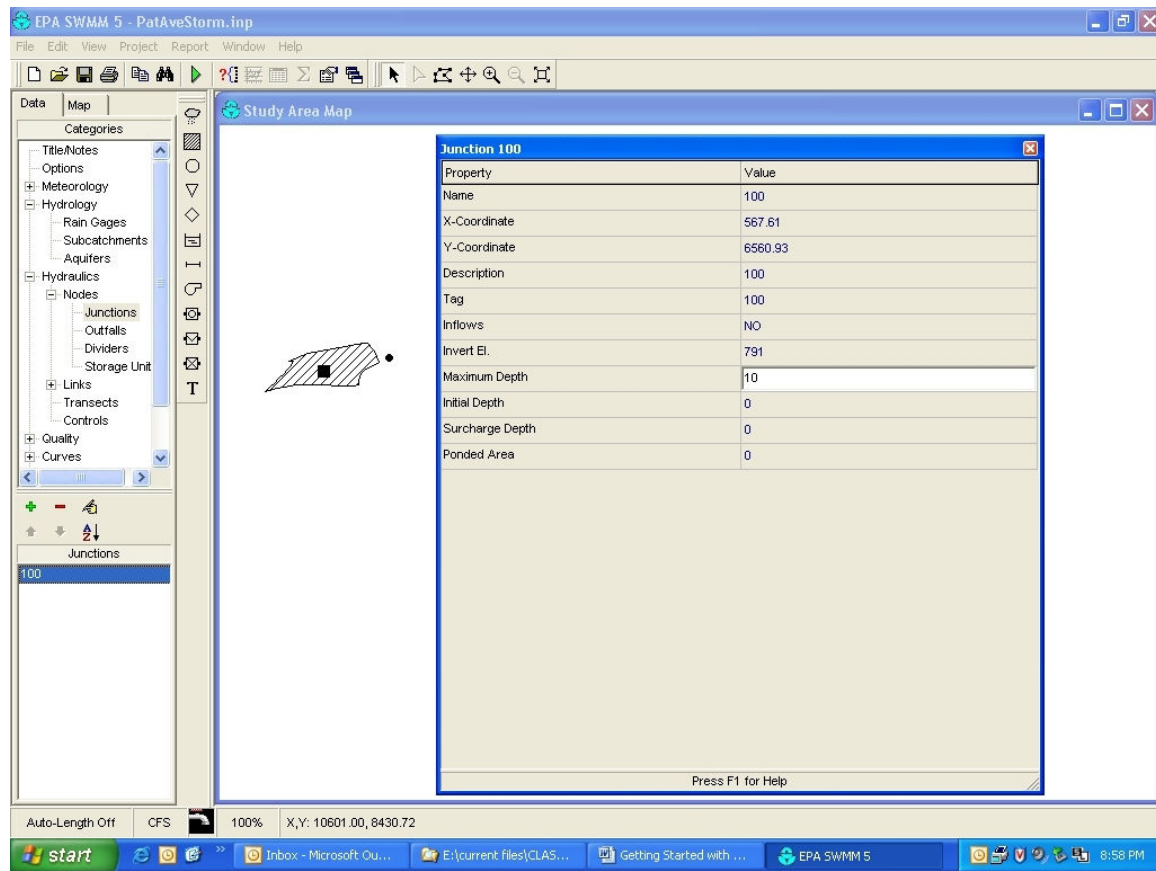 EPA SWMM 5 - PatAveStorm.inp
File Edit View Project Report Window Help
Data Map
Categories
Title/Notes
Options
Meteorology
Hydrology
Rain Gages
Subcatchments
Aquifers
Hydraulics
Nodes
Junctions
Outfalls
Dividers
Storage Unit
Links
Transects
Controls
Quality
Curves
Junctions
100
T
Study Area Map
Junction 100
Property Value
Name 100
X-Coordinate 567.61
Y-Coordinate 6560.93
Description 100
Tag 100
Inflows NO
Invert El. 791
Maximum Depth 10
Initial Depth 0
Surcharge Depth 0
Ponded Area 0
Press F1 for Help
Auto-Length Off CFS 100% X,Y: 10601.00, 8430.72
start Inbox - Microsoft Ou... E:\current files\CLAS... Getting Started with ... EPA SWMM 5 8:58 PM